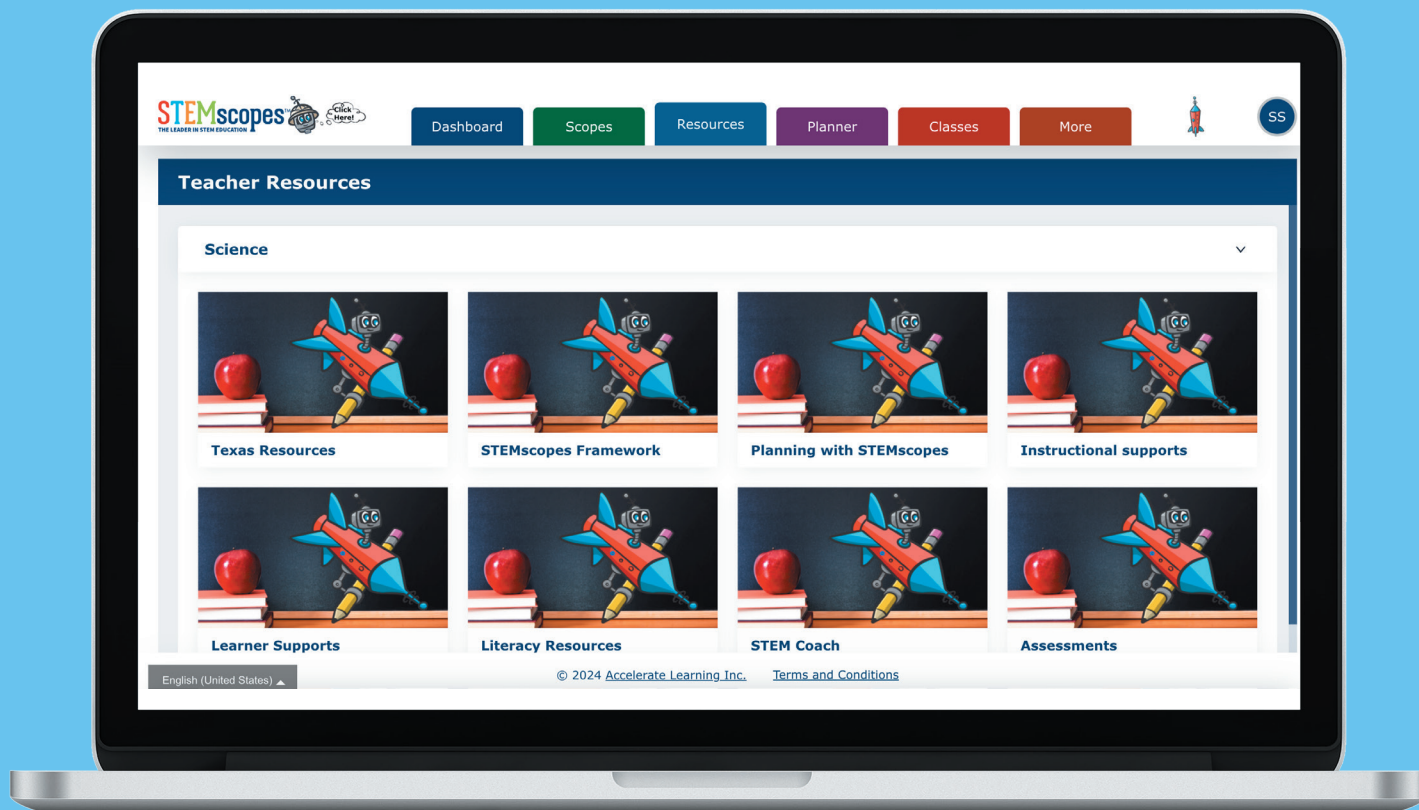 STEMscopes™
THE LEADER IN STEM EDUCATION
Click
Here!
Dashboard
Scopes
Resources
Planner
Classes
More
SS
Teacher Resources
Science
Texas Resources
STEMscopes Framework
Planning with STEMscopes
Instructional supports
Learner Supports
Literacy Resources
STEM Coach
Assessments
English (United States)
© 2024 Accelerate Learning Inc. Terms and Conditions